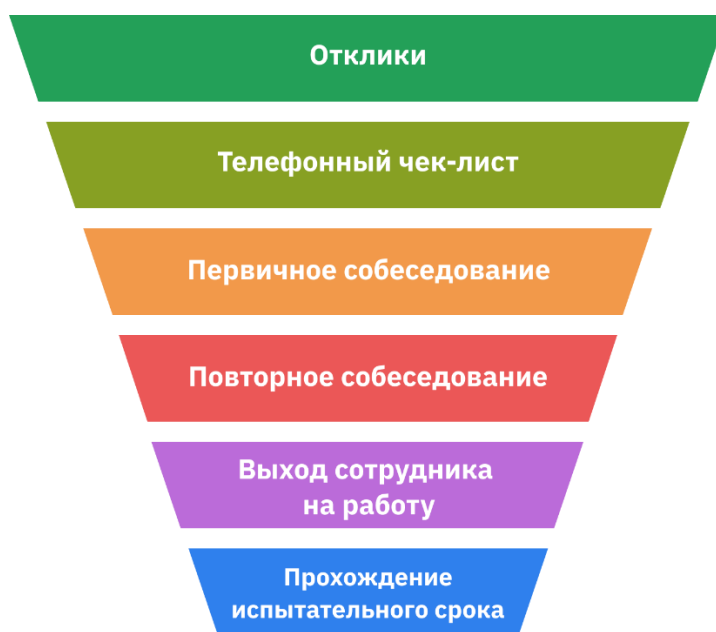 Отклики
Телефонный чек-лист
Первичное собеседование
Повторное собеседование
Выход сотрудника
на работу
Прохождение
испытательного срока